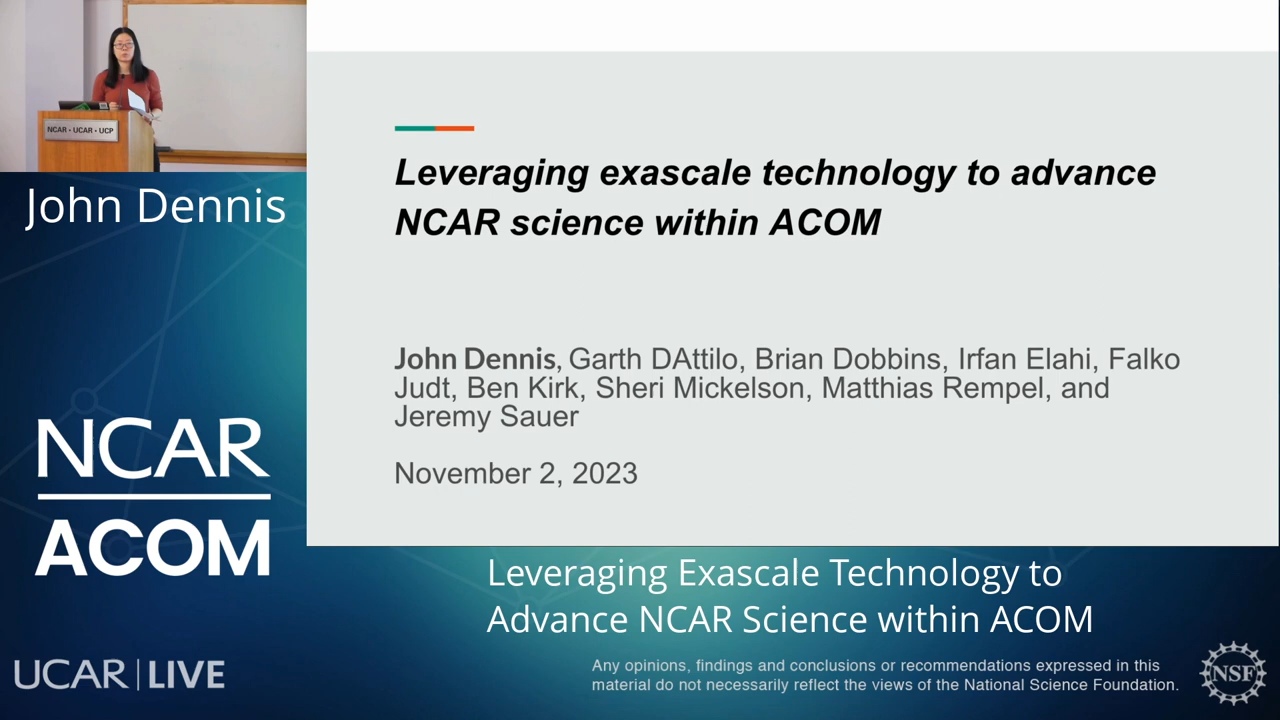 NCAR • UCAR • UCP
John Dennis
Leveraging exascale technology to advance
NCAR science within ACOM
John Dennis, Garth DAttilo, Brian Dobbins, Irfan Elahi, Falko
Judt, Ben Kirk, Sheri Mickelson, Matthias Rempel, and
Jeremy Sauer
November 2, 2023
NCAR
ACOM
Leveraging Exascale Technology to
Advance NCAR Science within ACOM
UCAR | LIVE
Any opinions, findings and conclusions or recommendations expressed in this
material do not necessarily reflect the views of the National Science Foundation.
NSF